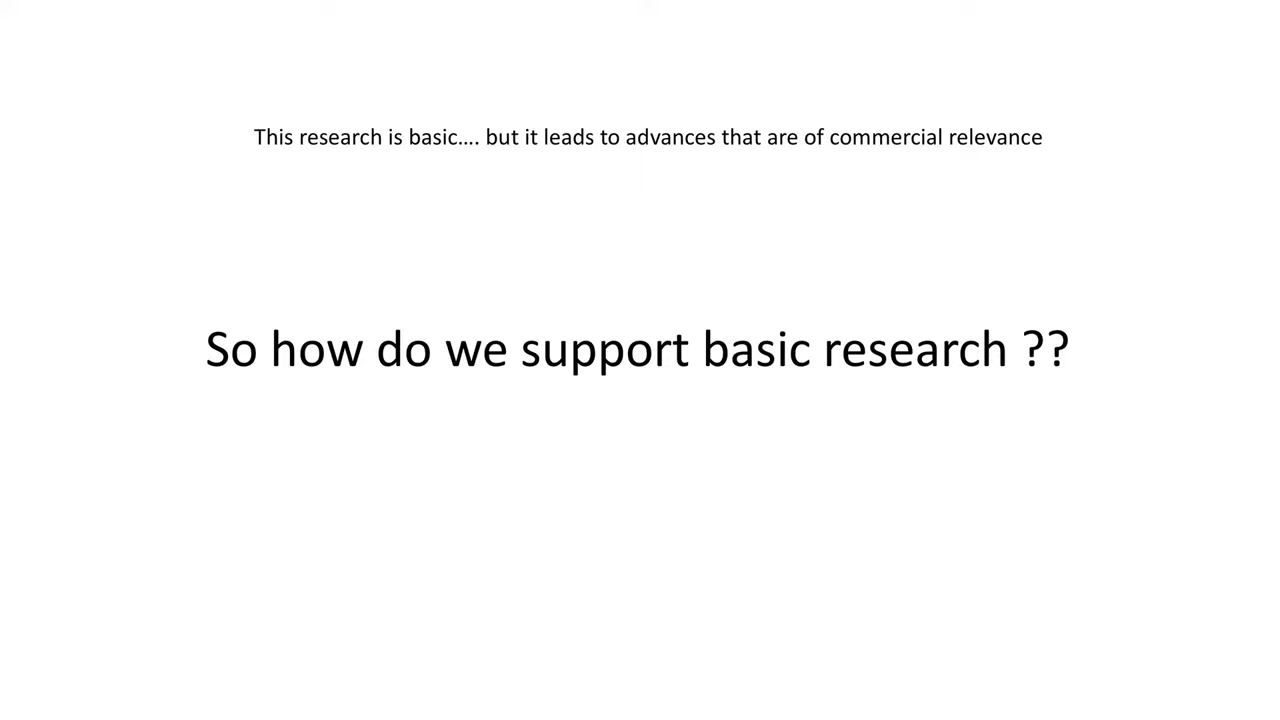 This research is basic.... but it leads to advances that are of commercial relevance
So how do we support basic research ??